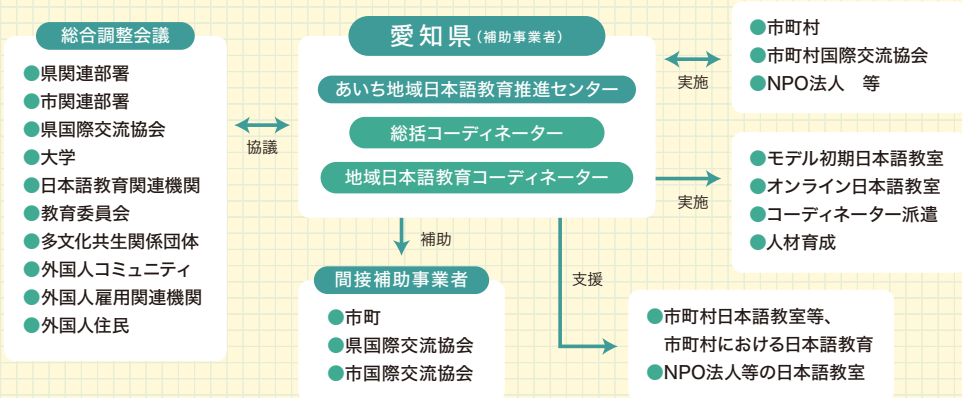 総合調整会議
●県関連部署
●市関連部署
●県国際交流協会
●大学
●日本語教育関連機関
●教育委員会
●多文化共生関係団体
●外国人コミュニティ
●外国人雇用関連機関
●外国人住民
協議
愛知県(補助事業者)
あいち地域日本語教育推進センター
総括コーディネーター
地域日本語教育コーディネーター
実施
●市町村
●市町村国際交流協会
●NPO法人　等
実施
●モデル初期日本語教室
●オンライン日本語教室
●コーディネーター派遣
●人材育成
補助
間接補助事業者
●市町
●県国際交流協会
●市国際交流協会
支援
●市町村日本語教室等、
市町村における日本語教育
●NPO法人等の日本語教室